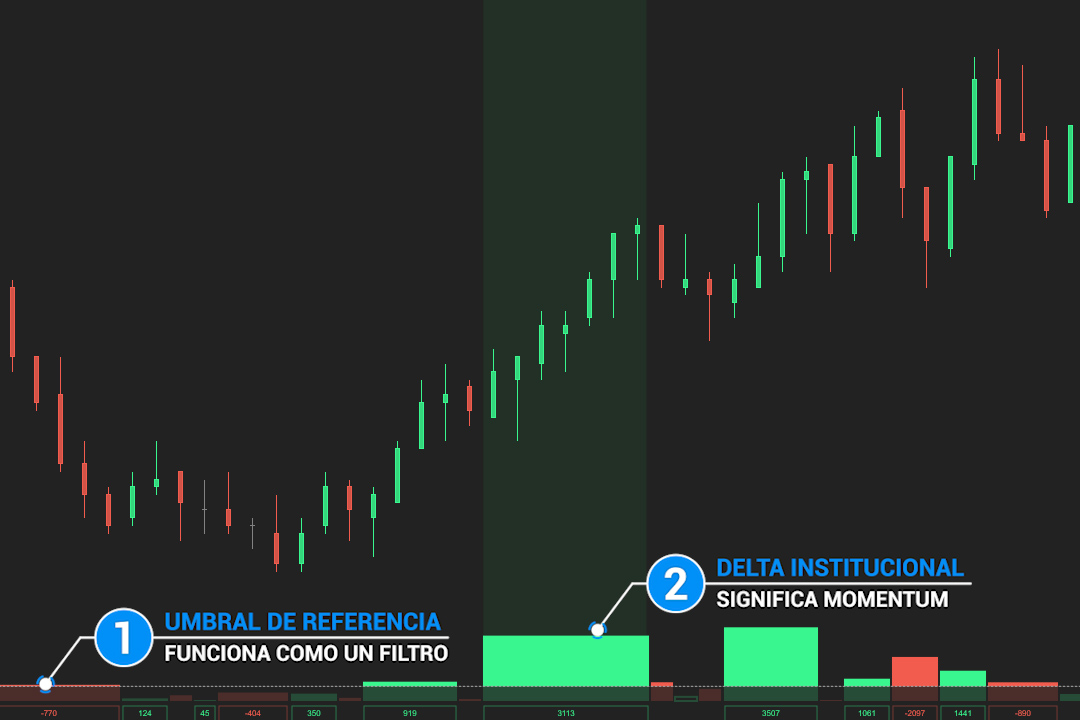 2
DELTA INSTITUCIONAL
SIGNIFICA MOMENTUM
1
UMBRAL DE REFERENCIA
FUNCIONA COMO UN FILTRO
-770 124 45 -404 350 919 3113 3507 1061 -2097 1441 -890